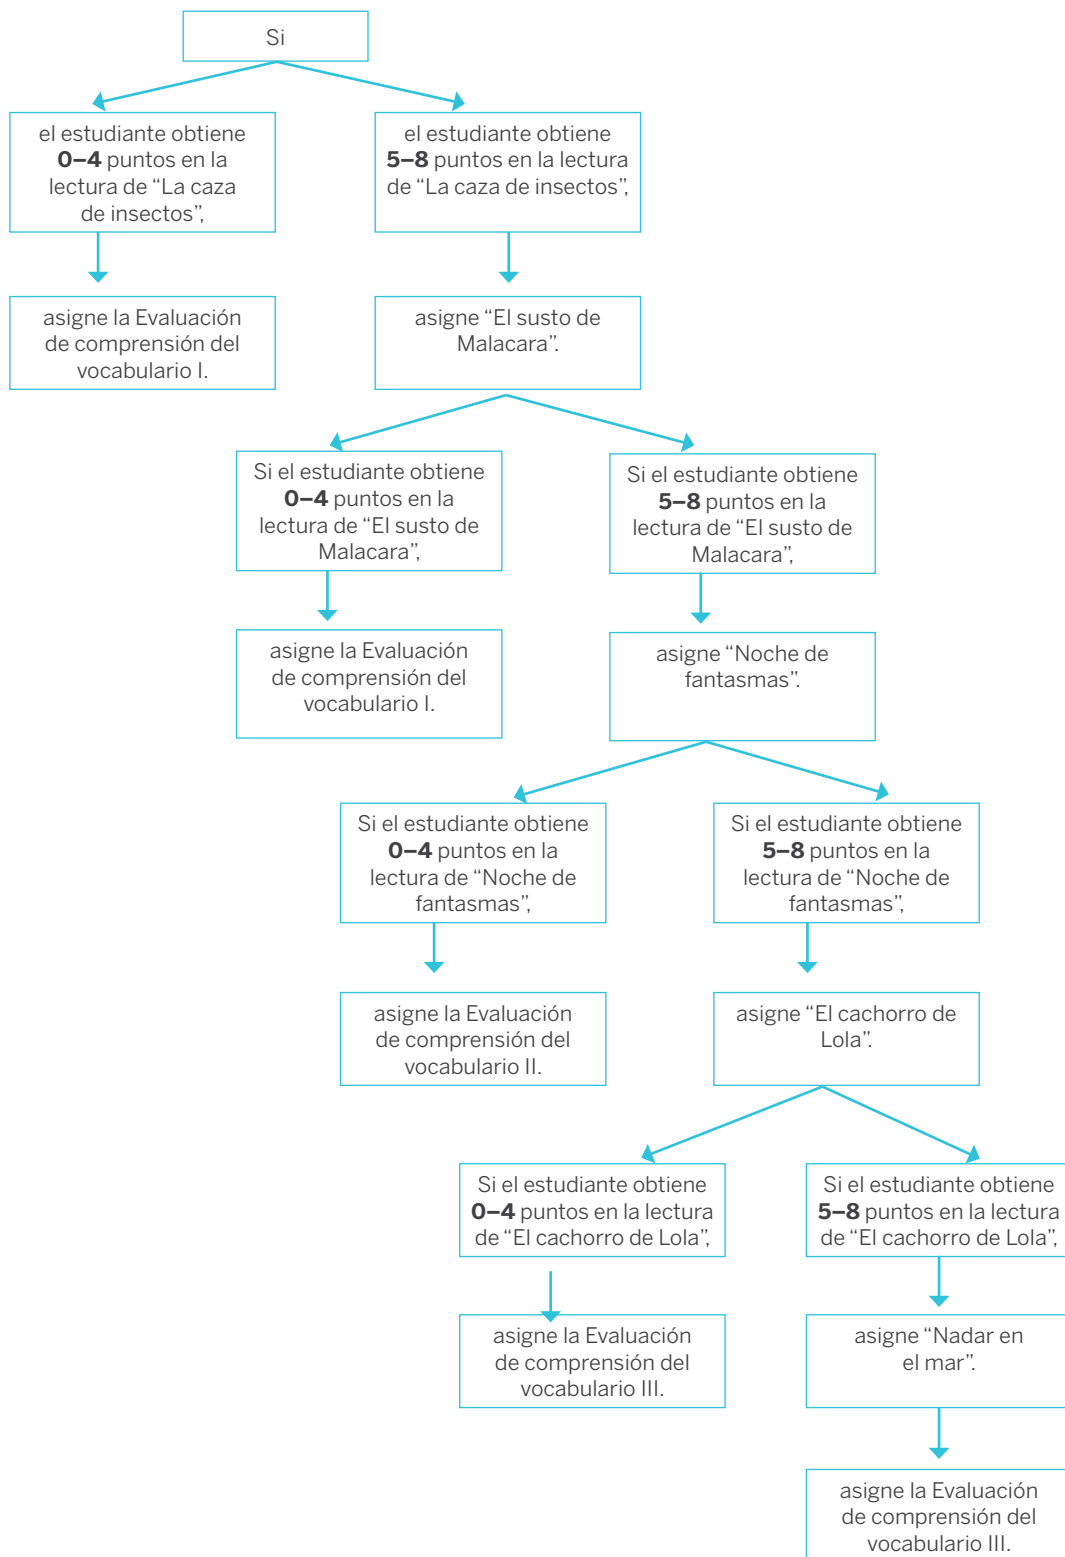 Si
el estudiante obtiene
0–4 puntos en la
lectura de “La caza
de insectos”,
el estudiante obtiene
5–8 puntos en la lectura
de “La caza de insectos”,
asigne la Evaluación
de comprensión del
vocabulario I.
asigne “El susto de
Malacara”.
Si el estudiante obtiene
0–4 puntos en la
lectura de “El susto de
Malacara”,
Si el estudiante obtiene
5–8 puntos en la
lectura de “El susto de
Malacara”,
asigne la Evaluación
de comprensión del
vocabulario I.
asigne “Noche de
fantasmas”.
Si el estudiante obtiene
0–4 puntos en la
lectura de “Noche de
fantasmas”,
Si el estudiante obtiene
5–8 puntos en la
lectura de “Noche de
fantasmas”,
asigne la Evaluación
de comprensión del
vocabulario II.
asigne “El cachorro de
Lola”.
Si el estudiante obtiene
0–4 puntos en la lectura
de “El cachorro de Lola”,
Si el estudiante obtiene
5–8 puntos en la lectura
de “El cachorro de Lola”,
asigne la Evaluación
de comprensión del
vocabulario III.
asigne “Nadar en
el mar”.
asigne la Evaluación
de comprensión del
vocabulario III.